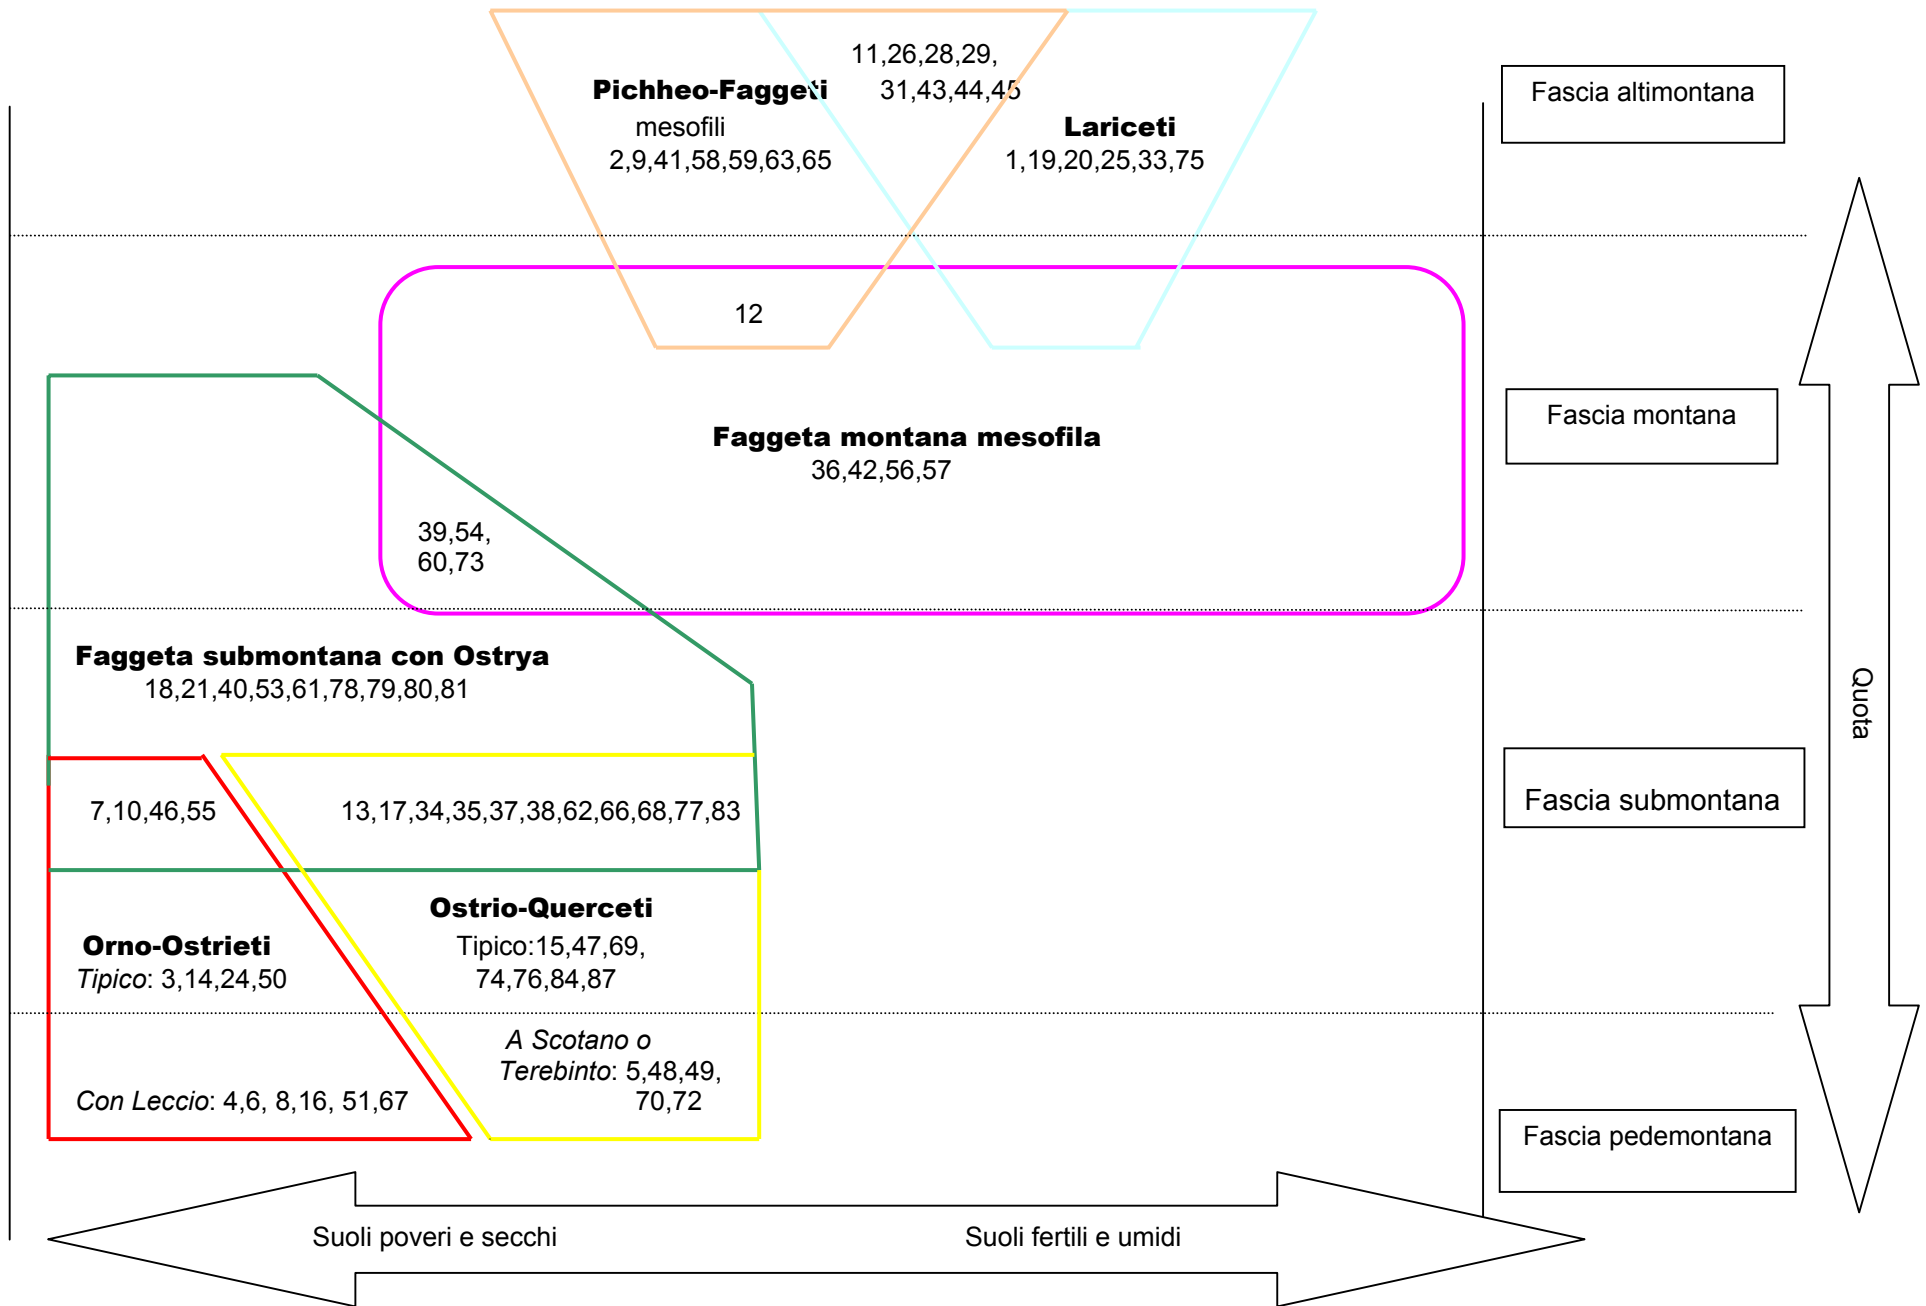 11,26,28,29,
31,43,44,45
Pichheo-Faggeti
mesofili
2,9,41,58,59,63,65
Lariceti
1,19,20,25,33,75
Fascia altimontana
12
Faggeta montana mesofila
36,42,56,57
Fascia montana
39,54,
60,73
Faggeta submontana con Ostrya
18,21,40,53,61,78,79,80,81
Quota
7,10,46,55
13,17,34,35,37,38,62,66,68,77,83
Fascia submontana
Orno-Ostrieti
Tipico: 3,14,24,50
Ostrio-Querceti
Tipico:15,47,69,
74,76,84,87
A Scotano o
Terebinto: 5,48,49,
70,72
Con Leccio: 4,6, 8,16, 51,67
Fascia pedemontana
Suoli poveri e secchi
Suoli fertili e umidi